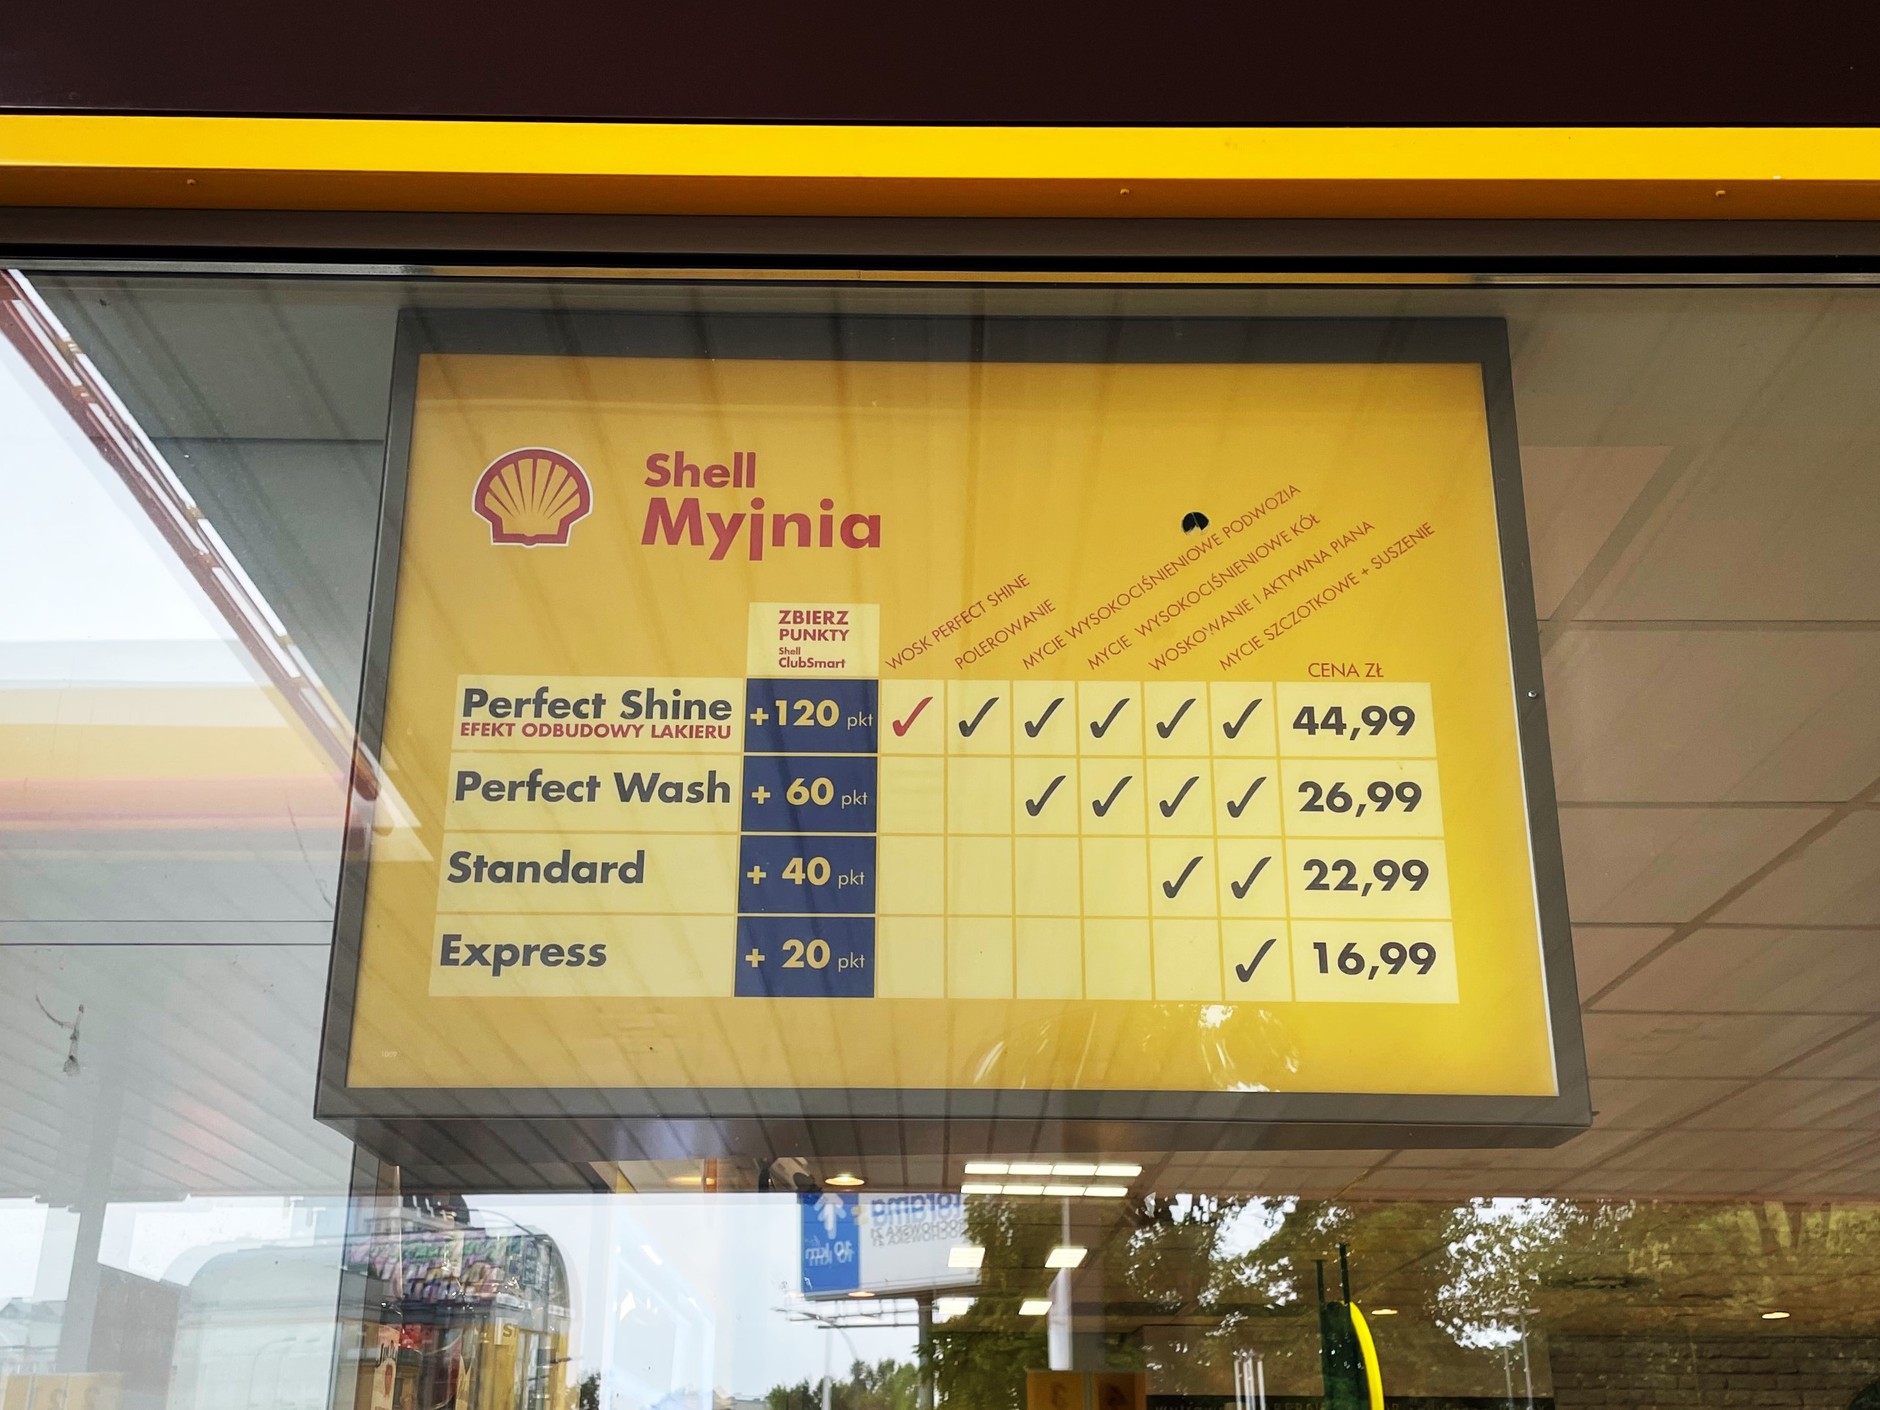 Shell
Myjnia
ZBIERZ
PUNKTY
Shell
ClubSmart
WOSK PERFECT SHINE
POLEROWANIE
MYCIE WYSOKOCIŚNIENIOWE PODWOZIA
MYCIE WYSOKOCIŚNIENIOWE KÓŁ
WOSKOWANIE I AKTYWNA PIANA
MYCIE SZCZOTKOWE + SUSZENIE
CENA ZŁ
Perfect Shine +120 pkt ✓ ✓ ✓ ✓ ✓ ✓ 44,99
EFEKT ODBUDOWY LAKIERU
Perfect Wash + 60 pkt ✓ ✓ ✓ ✓ 26,99
Standard + 40 pkt ✓ ✓ 22,99
Express + 20 pkt ✓ 16,99